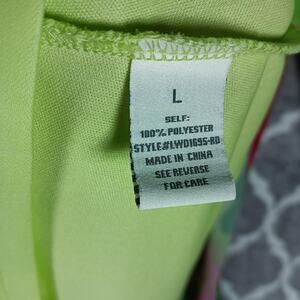 L
SELF:
100% POLYESTER
STYLE#LWD1695-RD
MADE IN CHINA
SEE REVERSE
FOR CARE